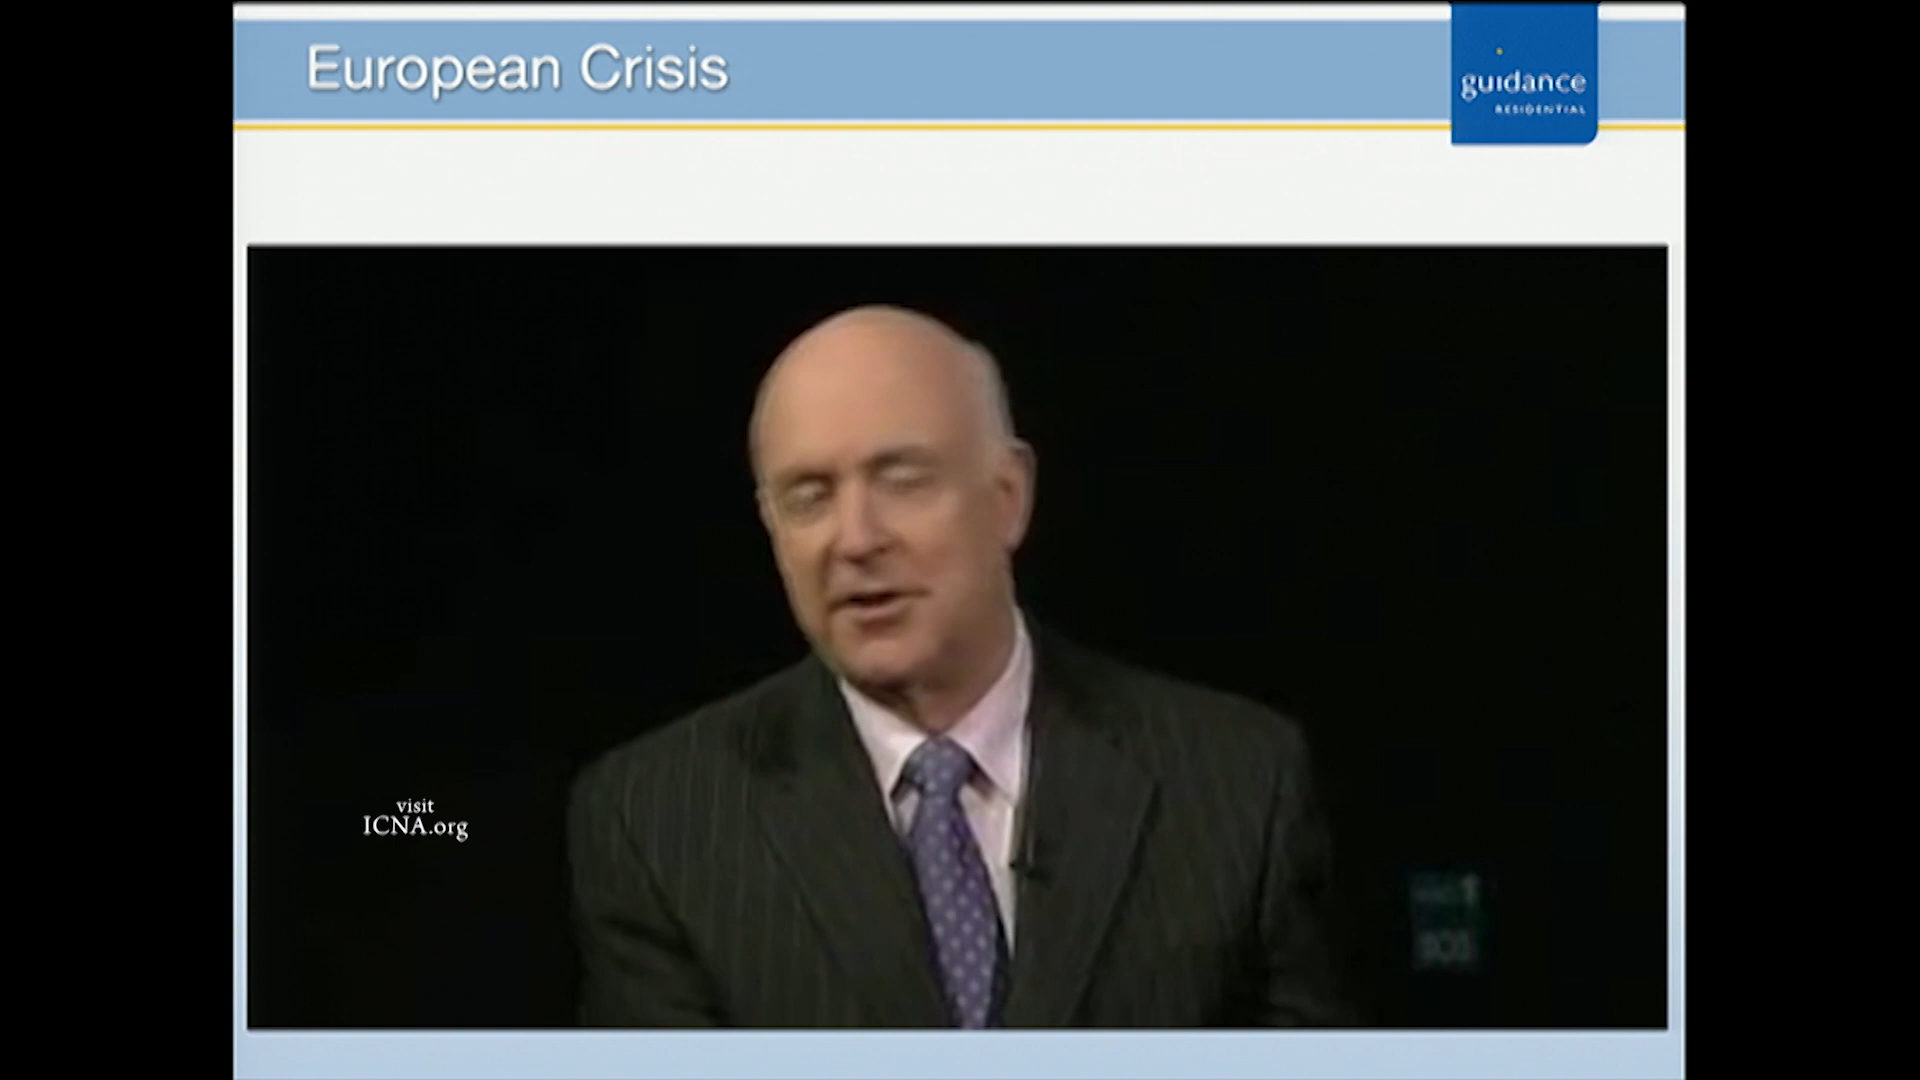 European Crisis
guidance
RESIDENTIAL
visit
ICNA.org